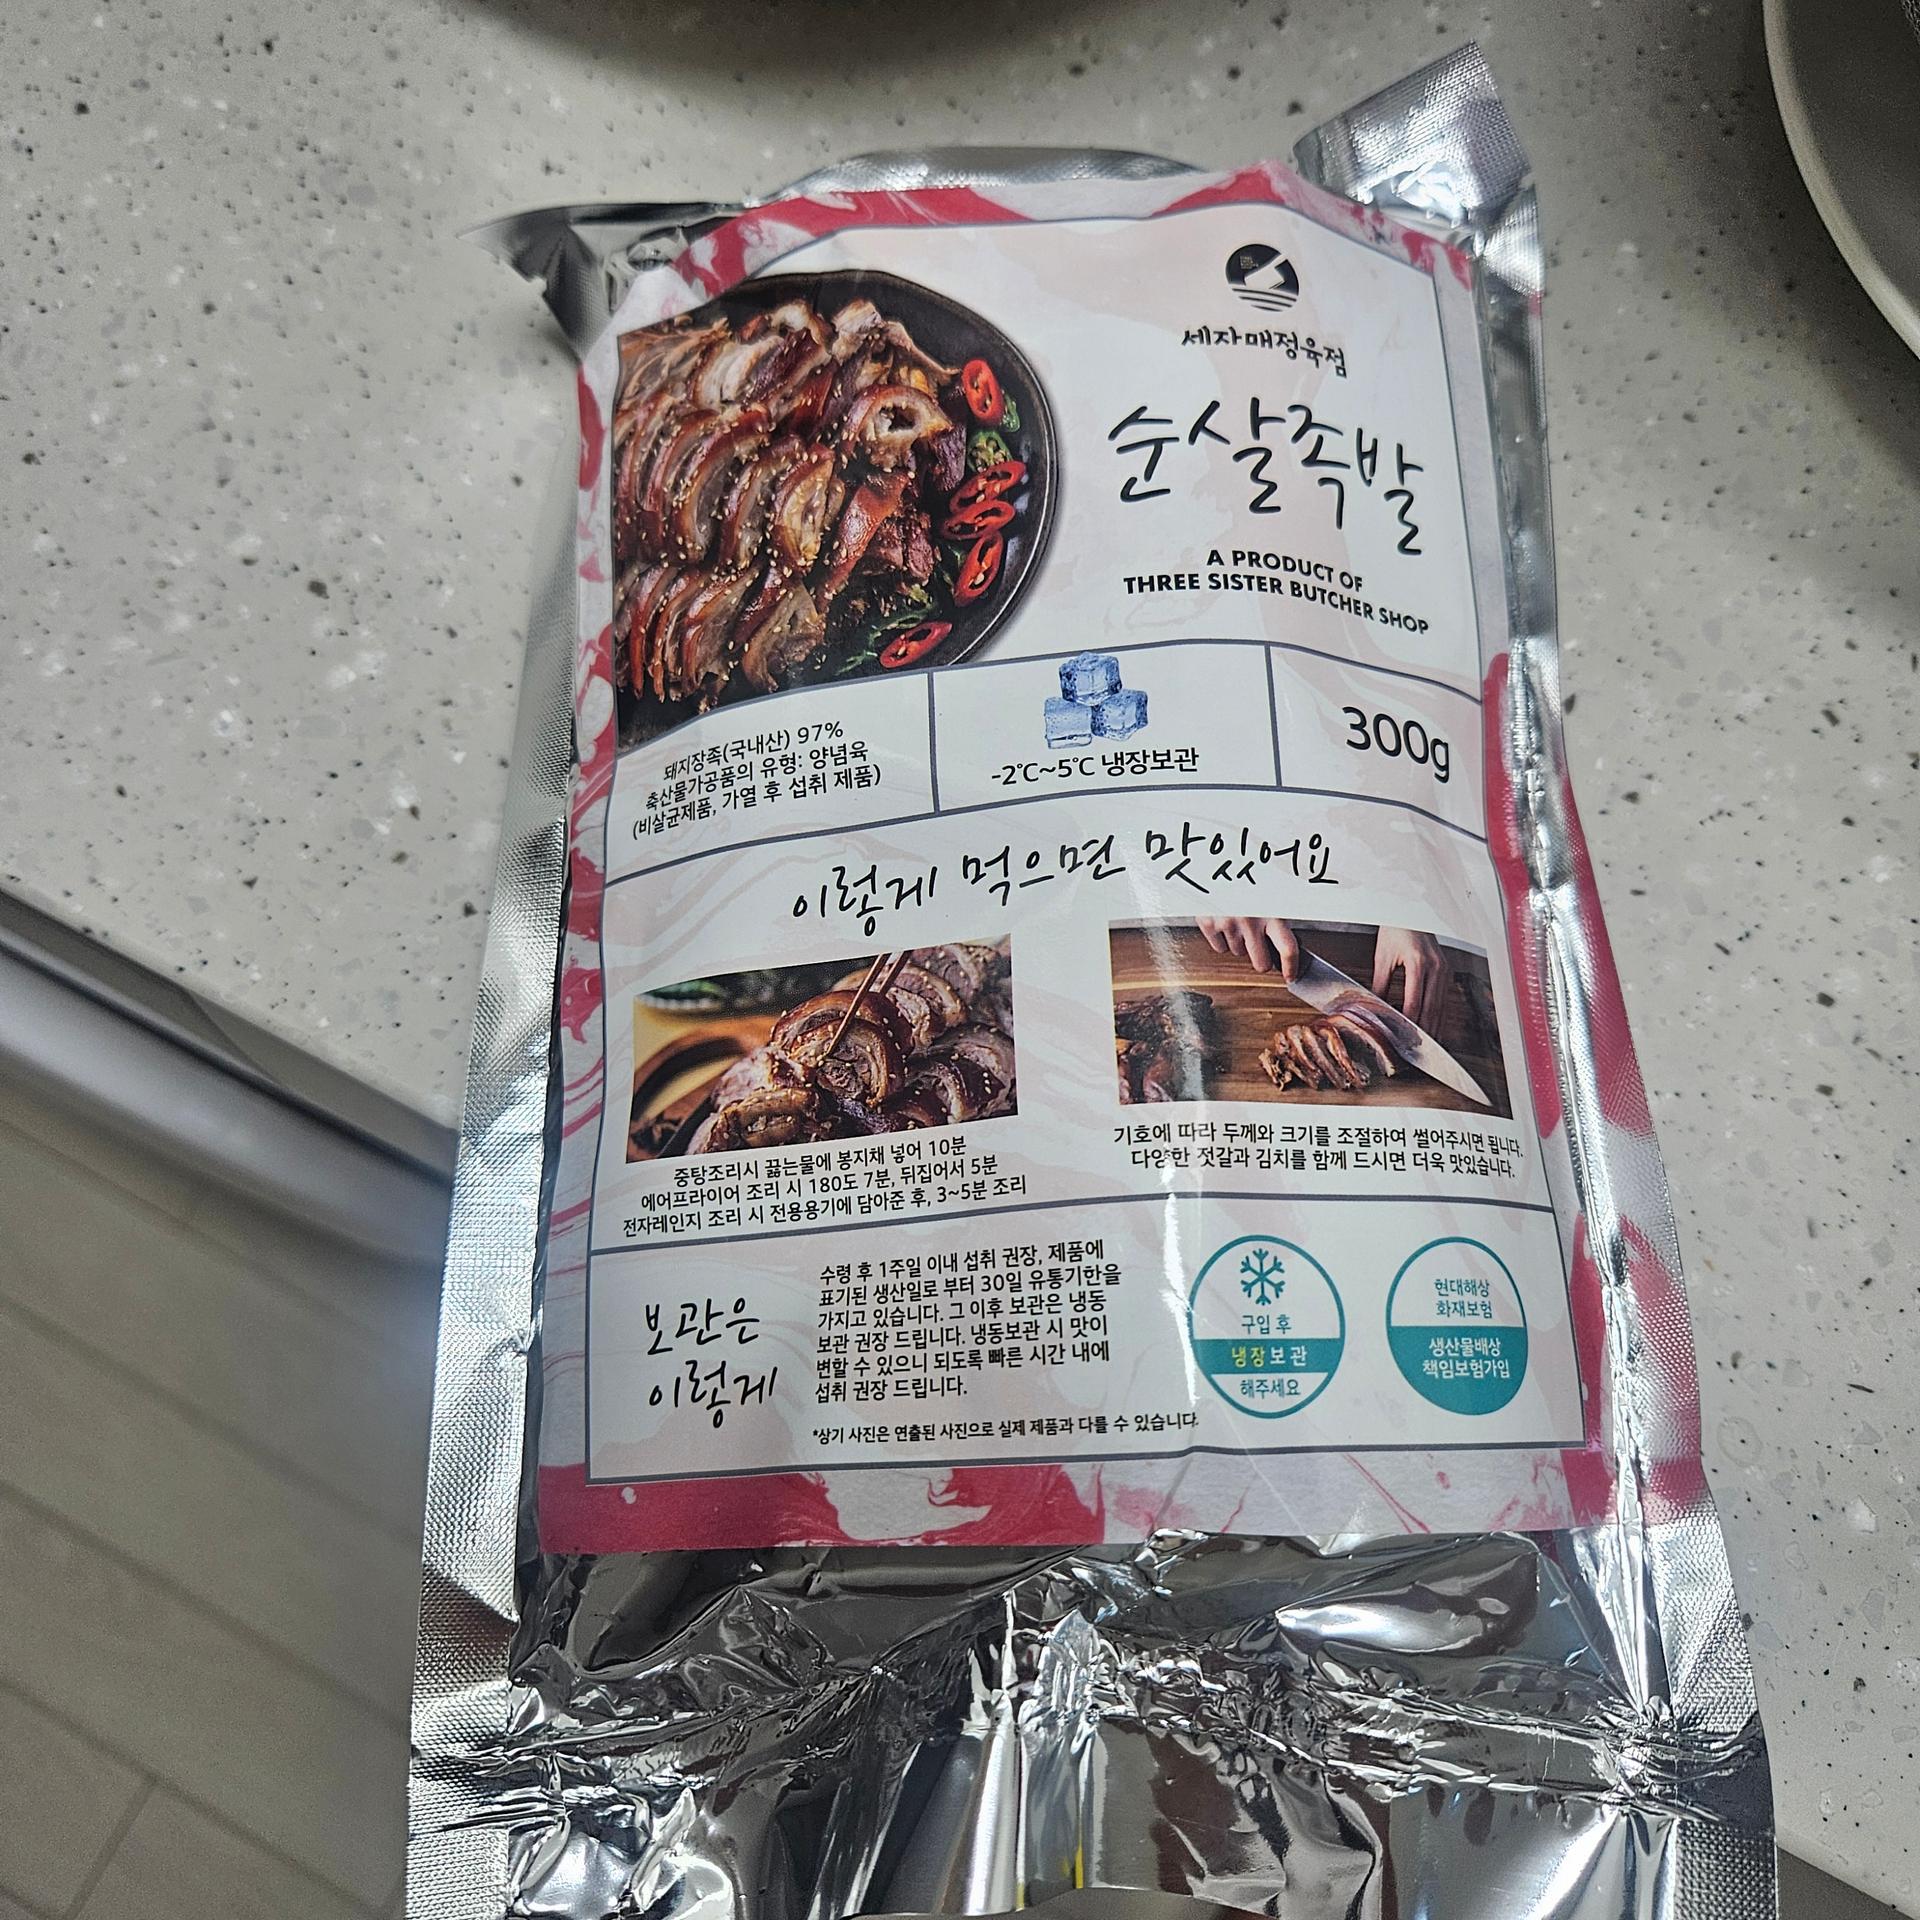 세자매정육점
순살족발
A PRODUCT OF
THREE SISTER BUTCHER SHOP
돼지장족(국내산) 97%
축산물가공품의 유형: 양념육
(비살균제품, 가열 후 섭취 제품)
-2℃~5℃ 냉장보관
300g
이렇게 먹으면 맛있어요
중탕조리시 끓는물에 봉지채 넣어 10분
에어프라이어 조리 시 180도 7분, 뒤집어서 5분
전자레인지 조리 시 전용용기에 담아준 후, 3~5분 조리
기호에 따라 두께와 크기를 조절하여 썰어주시면 됩니다.
다양한 젓갈과 김치를 함께 드시면 더욱 맛있습니다.
보관은
이렇게
수령 후 1주일 이내 섭취 권장, 제품에
표기된 생산일로 부터 30일 유통기한을
가지고 있습니다. 그 이후 보관은 냉동
보관 권장 드립니다. 냉동보관 시 맛이
변할 수 있으니 되도록 빠른 시간 내에
섭취 권장 드립니다.
*상기 사진은 연출된 사진으로 실제 제품과 다를 수 있습니다.
구입 후
냉장보관
해주세요
현대해상
화재보험
생산물배상
책임보험가입